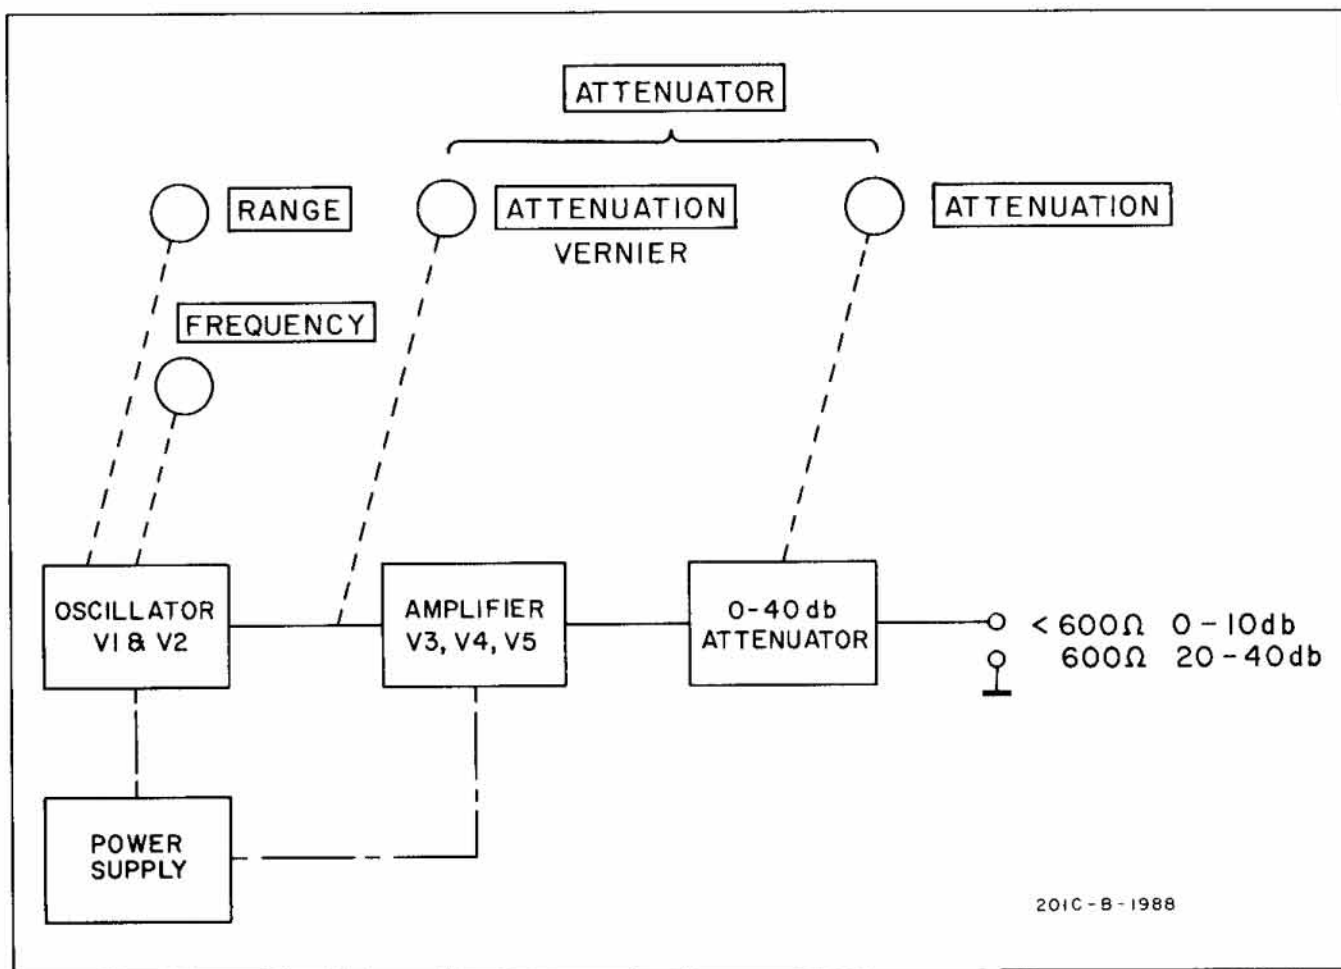 ATTENUATOR
RANGE
ATTENUATION
VERNIER
ATTENUATION
FREQUENCY
OSCILLATOR
V1 & V2
AMPLIFIER
V3, V4, V5
0-40db
ATTENUATOR
<600Ω 0-10db
600Ω 20-40db
POWER
SUPPLY
201C-B-1988